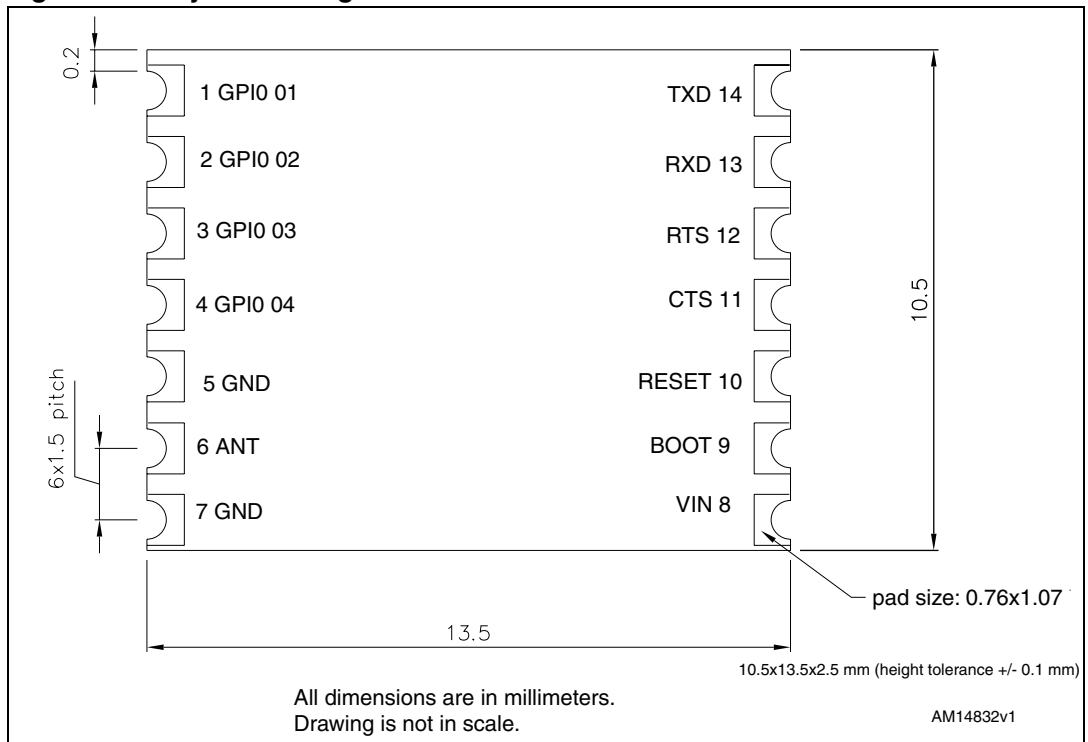 0.2
1 GPI0 01
2 GPI0 02
3 GPI0 03
4 GPI0 04
5 GND
6 ANT
7 GND
6x1.5 pitch
TXD 14
RXD 13
RTS 12
CTS 11
RESET 10
BOOT 9
VIN 8
10.5
pad size: 0.76x1.07
13.5
10.5x13.5x2.5 mm (height tolerance +/- 0.1 mm)
All dimensions are in millimeters.
Drawing is not in scale.
AM14832v1